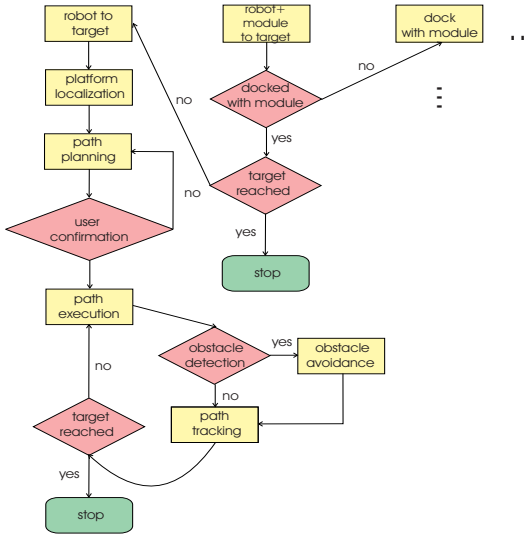 robot to
target
platform
localization
path
planning
no
user
confirmation
path
execution
no
target
reached
yes
stop
robot+
module
to target
docked
with module
no
yes
target
reached
no
yes
stop
dock
with module
obstacle
detection
yes
obstacle
avoidance
no
path
tracking